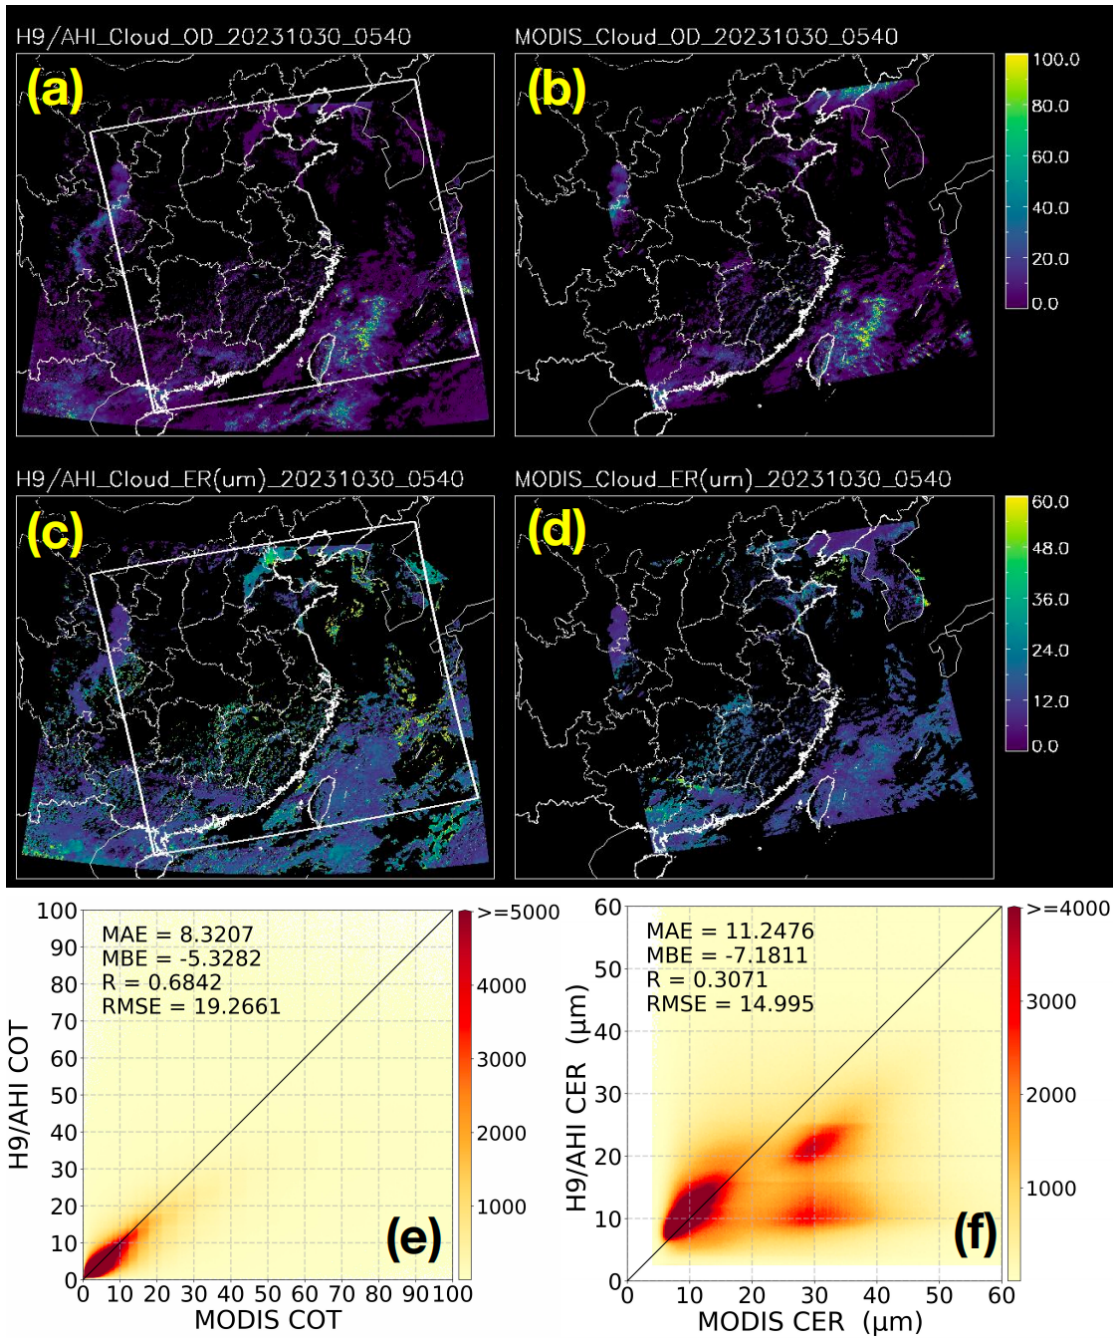 H9/AHI_Cloud_OD_20231030_0540
MODIS_Cloud_OD_20231030_0540
(a)
(b)
100.0
80.0
60.0
40.0
20.0
0.0
H9/AHI_Cloud_ER(um)_20231030_0540
MODIS_Cloud_ER(um)_20231030_0540
(c)
(d)
60.0
48.0
36.0
24.0
12.0
0.0
H9/AHI COT
100
90
80
70
60
50
40
30
20
10
0
MAE = 8.3207
MBE = -5.3282
R = 0.6842
RMSE = 19.2661
(e)
0 10 20 30 40 50 60 70 80 90 100
MODIS COT
>=5000
4000
3000
2000
1000
H9/AHI CER (μm)
60
50
40
30
20
10
0
MAE = 11.2476
MBE = -7.1811
R = 0.3071
RMSE = 14.995
(f)
0 10 20 30 40 50 60
MODIS CER (μm)
>=4000
3000
2000
1000